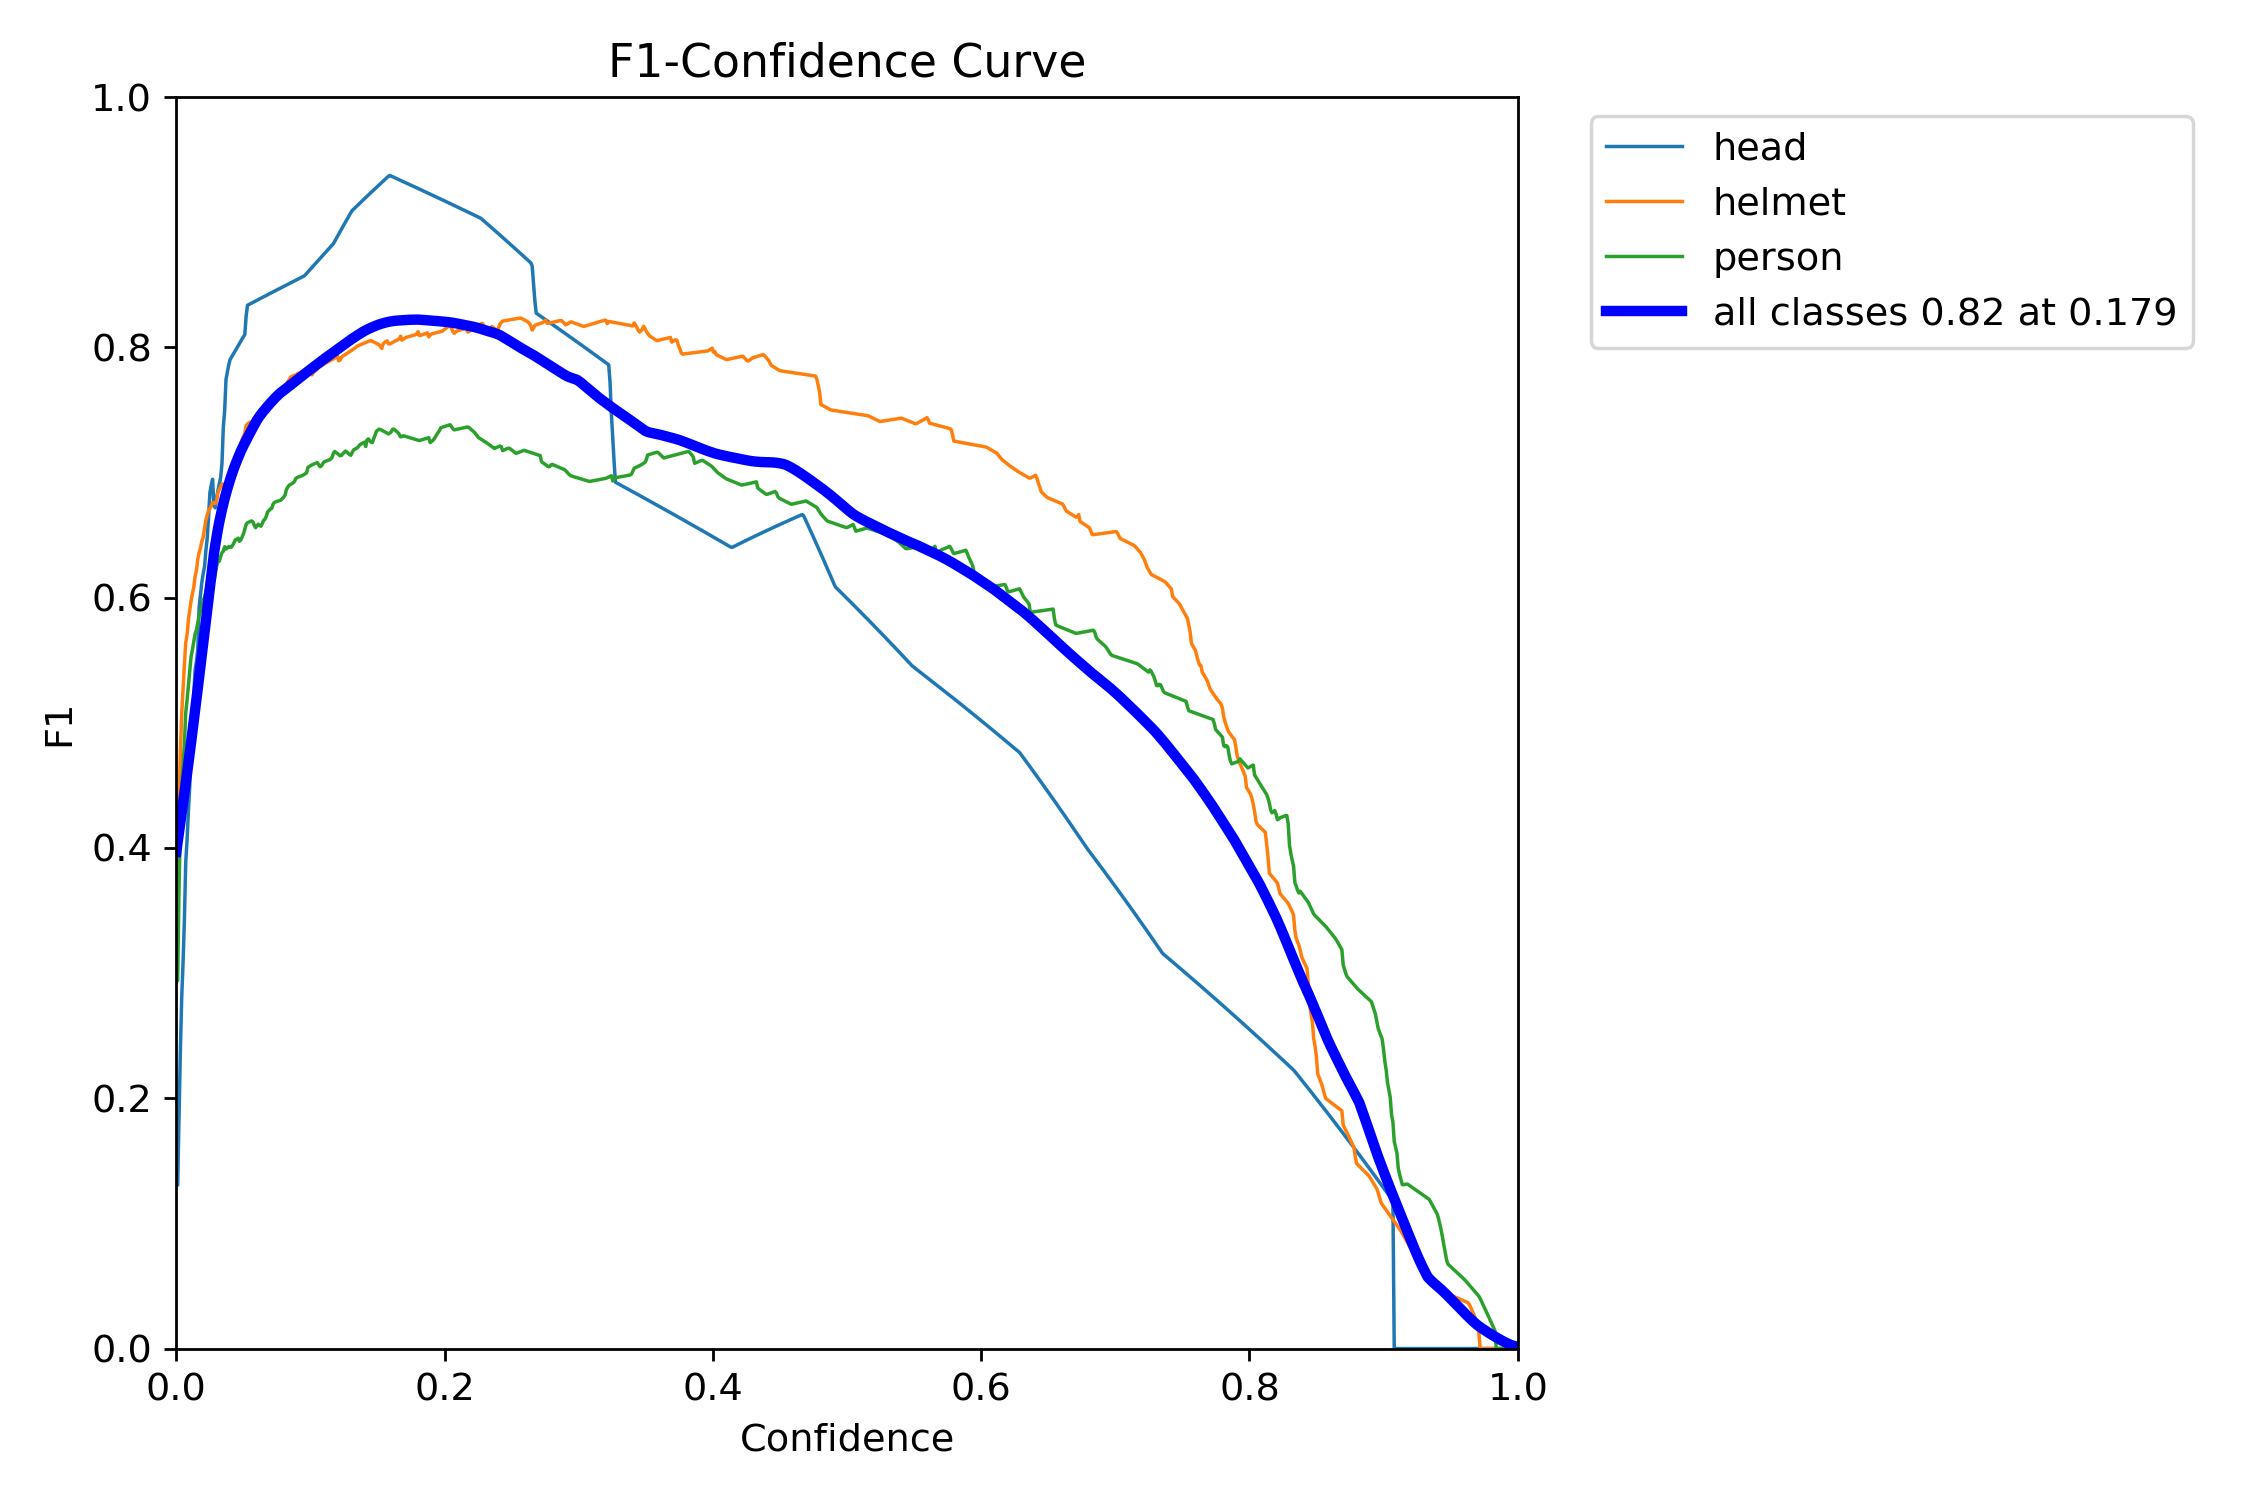 F1-Confidence Curve
1.0
0.8
0.6
0.4
0.2
0.0
F1
0.0 0.2 0.4 0.6 0.8 1.0
Confidence
head
helmet
person
all classes 0.82 at 0.179